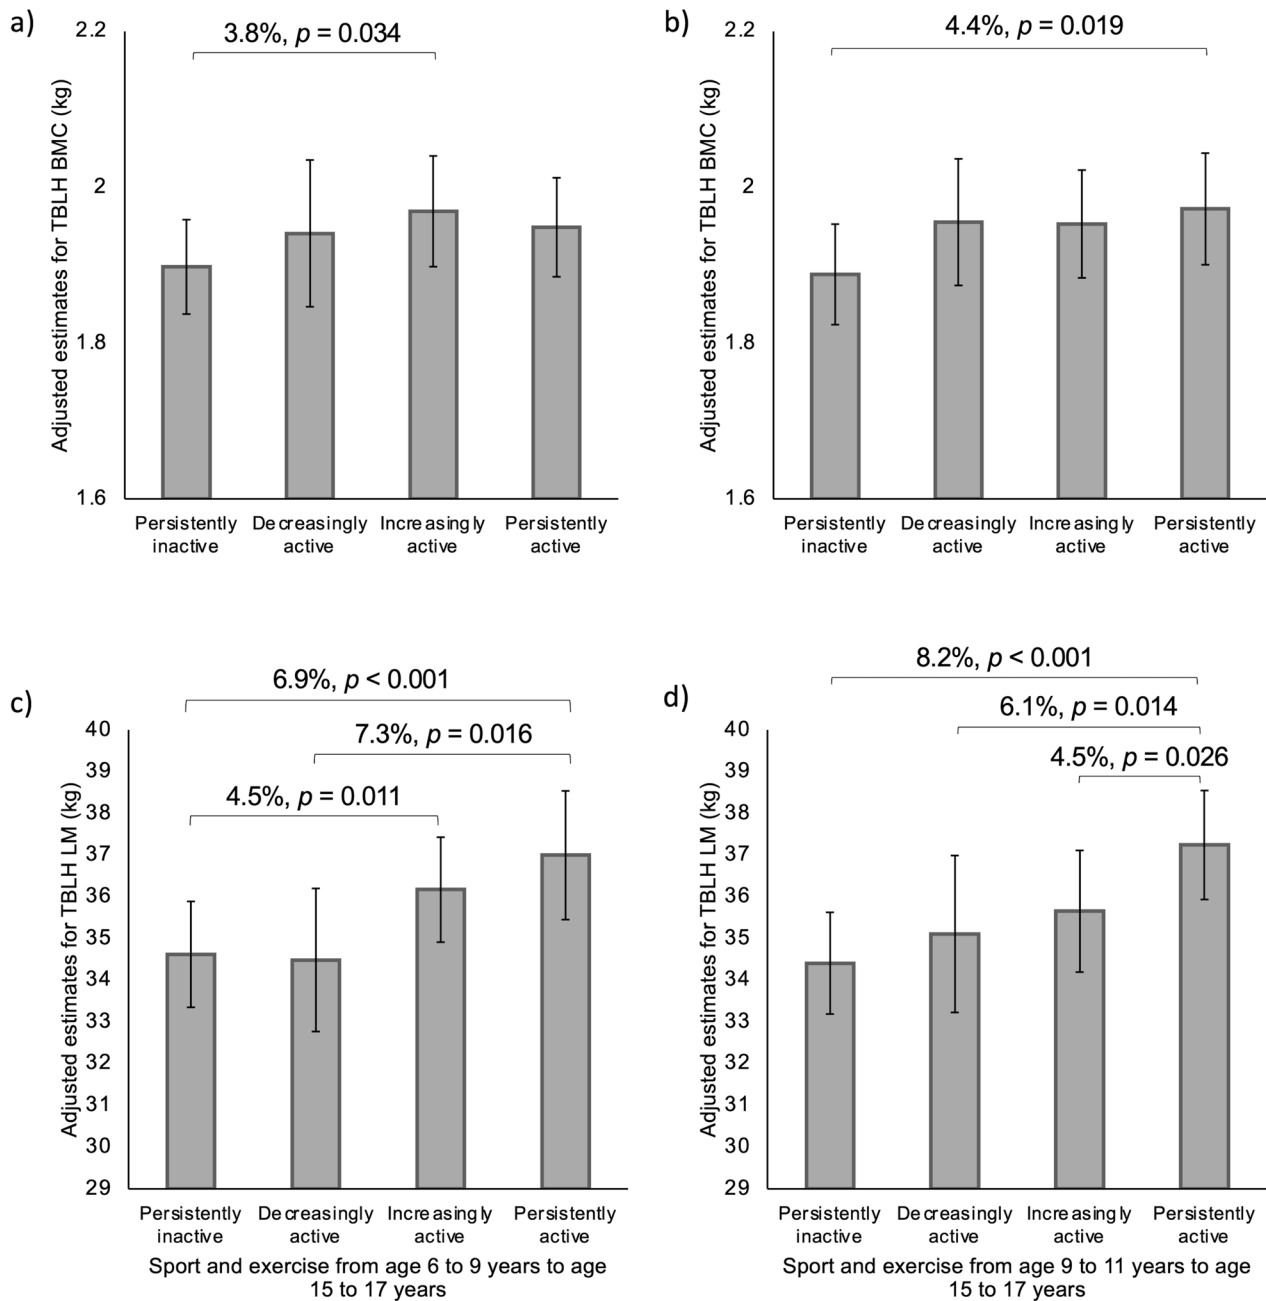 a)
3.8%, p = 0.034
2.2
2
1.8
1.6
Adjusted estimates for TBLH BMC (kg)
Persistently inactive
Decreasingly active
Increasingly active
Persistently active
b)
4.4%, p = 0.019
2.2
2
1.8
1.6
Adjusted estimates for TBLH BMC (kg)
Persistently inactive
Decreasingly active
Increasingly active
Persistently active
c)
6.9%, p < 0.001
7.3%, p = 0.016
4.5%, p = 0.011
40
39
38
37
36
35
34
33
32
31
30
29
Adjusted estimates for TBLH LM (kg)
Persistently inactive
Decreasingly active
Increasingly active
Persistently active
Sport and exercise from age 6 to 9 years to age
15 to 17 years
d)
8.2%, p < 0.001
6.1%, p = 0.014
4.5%, p = 0.026
40
39
38
37
36
35
34
33
32
31
30
29
Adjusted estimates for TBLH LM (kg)
Persistently inactive
Decreasingly active
Increasingly active
Persistently active
Sport and exercise from age 9 to 11 years to age
15 to 17 years